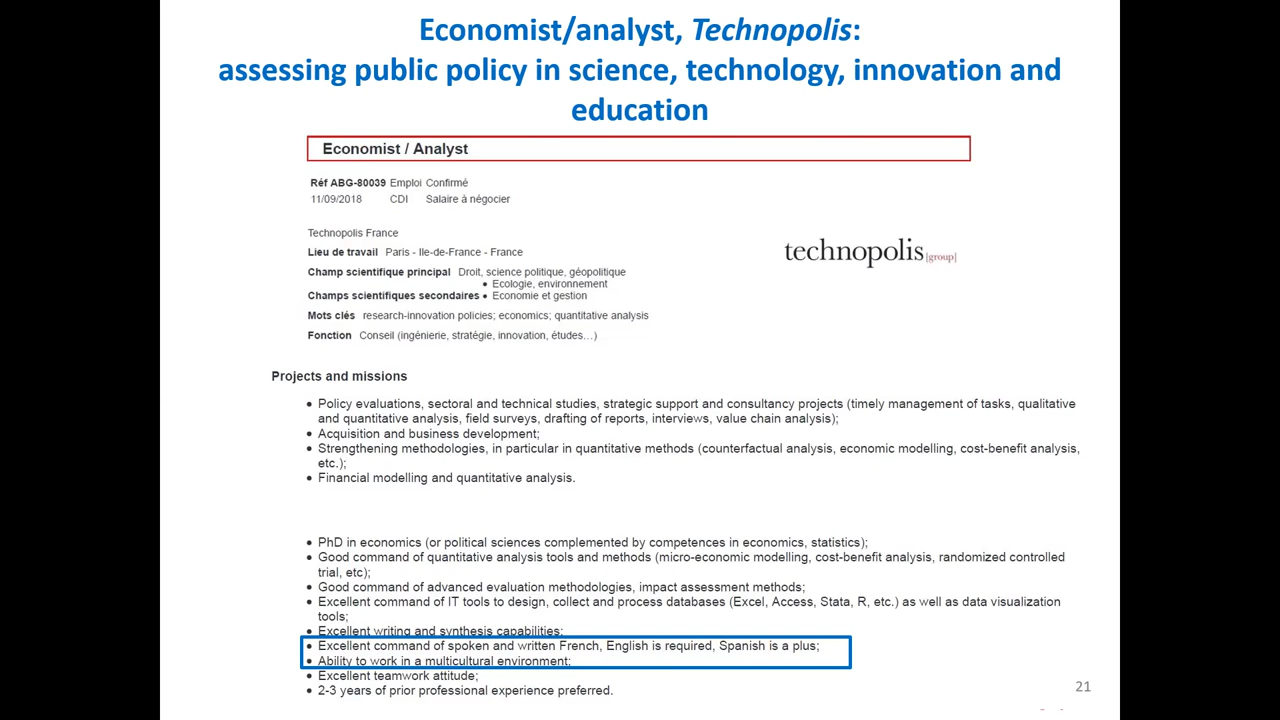 Economist/analyst, Technopolis:
assessing public policy in science, technology, innovation and
education
Economist / Analyst
Réf ABG-80039 Emploi Confirmé
11/09/2018 CDI Salaire à négocier
Technopolis France
Lieu de travail Paris - Ile-de-France - France
technopolis |group|
Champ scientifique principal Droit, science politique, géopolitique
• Ecologie, environnement
Champs scientifiques secondaires • Economie et gestion
Mots clés research-innovation policies; economics; quantitative analysis
Fonction Conseil (ingénierie, stratégie, innovation, études...)
Projects and missions
• Policy evaluations, sectoral and technical studies, strategic support and consultancy projects (timely management of tasks, qualitative
and quantitative analysis, field surveys, drafting of reports, interviews, value chain analysis);
• Acquisition and business development;
• Strengthening methodologies, in particular in quantitative methods (counterfactual analysis, economic modelling, cost-benefit analysis,
etc.);
• Financial modelling and quantitative analysis.
• PhD in economics (or political sciences complemented by competences in economics, statistics);
• Good command of quantitative analysis tools and methods (micro-economic modelling, cost-benefit analysis, randomized controlled
trial, etc);
• Good command of advanced evaluation methodologies, impact assessment methods;
• Excellent command of IT tools to design, collect and process databases (Excel, Access, Stata, R, etc.) as well as data visualization
tools;
• Excellent writing and synthesis capabilities;
• Excellent command of spoken and written French, English is required, Spanish is a plus;
• Ability to work in a multicultural environment;
• Excellent teamwork attitude;
• 2-3 years of prior professional experience preferred.
21